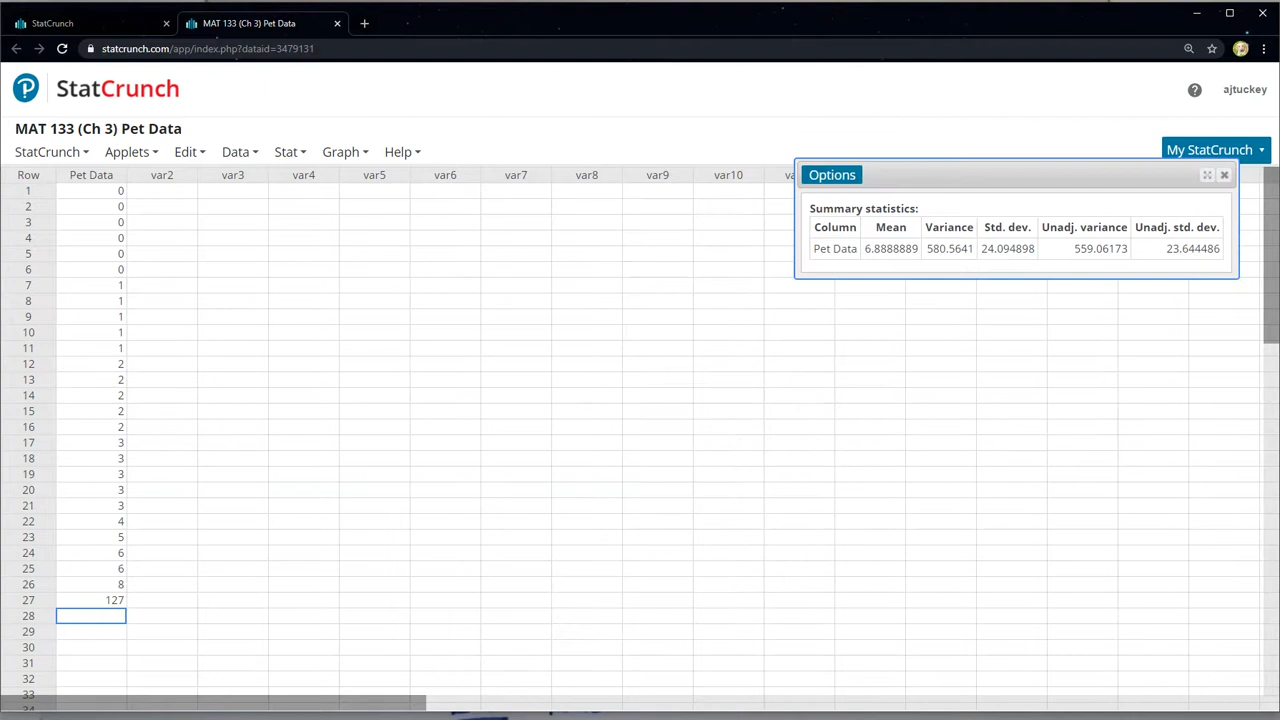 StatCrunch
MAT 133 (Ch 3) Pet Data
statcrunch.com/app/index.php?dataid=3479131
StatCrunch
ajtuckey
MAT 133 (Ch 3) Pet Data
StatCrunch Applets Edit Data Stat Graph Help
My StatCrunch
Row Pet Data var2 var3 var4 var5 var6 var7 var8 var9 var10 va
Options
Summary statistics:
Column Mean Variance Std. dev. Unadj. variance Unadj. std. dev.
Pet Data 6.8888889 580.5641 24.094898 559.06173 23.644486
1 0
2 0
3 0
4 0
5 0
6 0
7 1
8 1
9 1
10 1
11 1
12 2
13 2
14 2
15 2
16 2
17 3
18 3
19 3
20 3
21 3
22 4
23 5
24 6
25 6
26 8
27 127
28
29
30
31
32
33
34